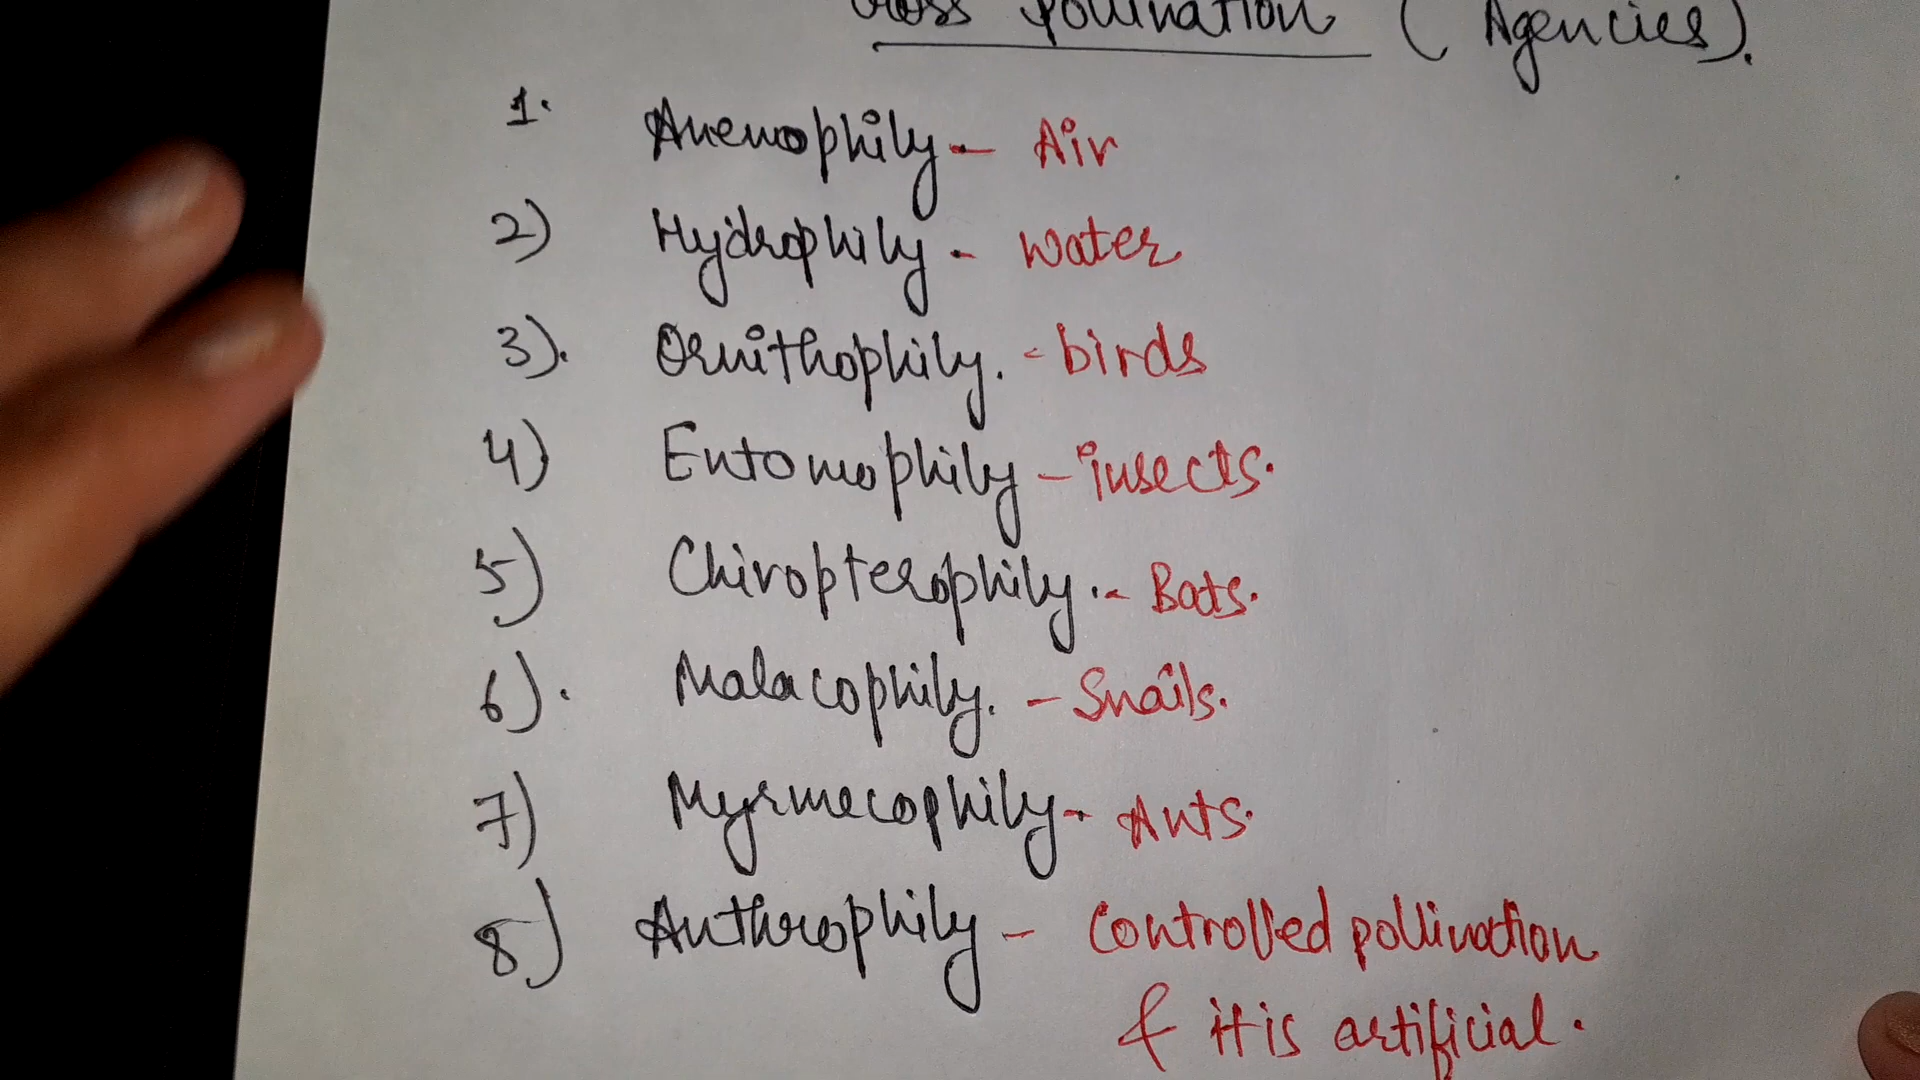 Cross Pollination (Agencies).
1. Anemophily - Air
2) Hydrophily - Water
3). Ornithophily. - birds
4) Entomophily - insects.
5) Chiropterophily. - Bats.
6). Malacophily. - Snails.
7) Myrmecophily - Ants.
8) Anthrophily - Controlled pollination
& it is artificial.